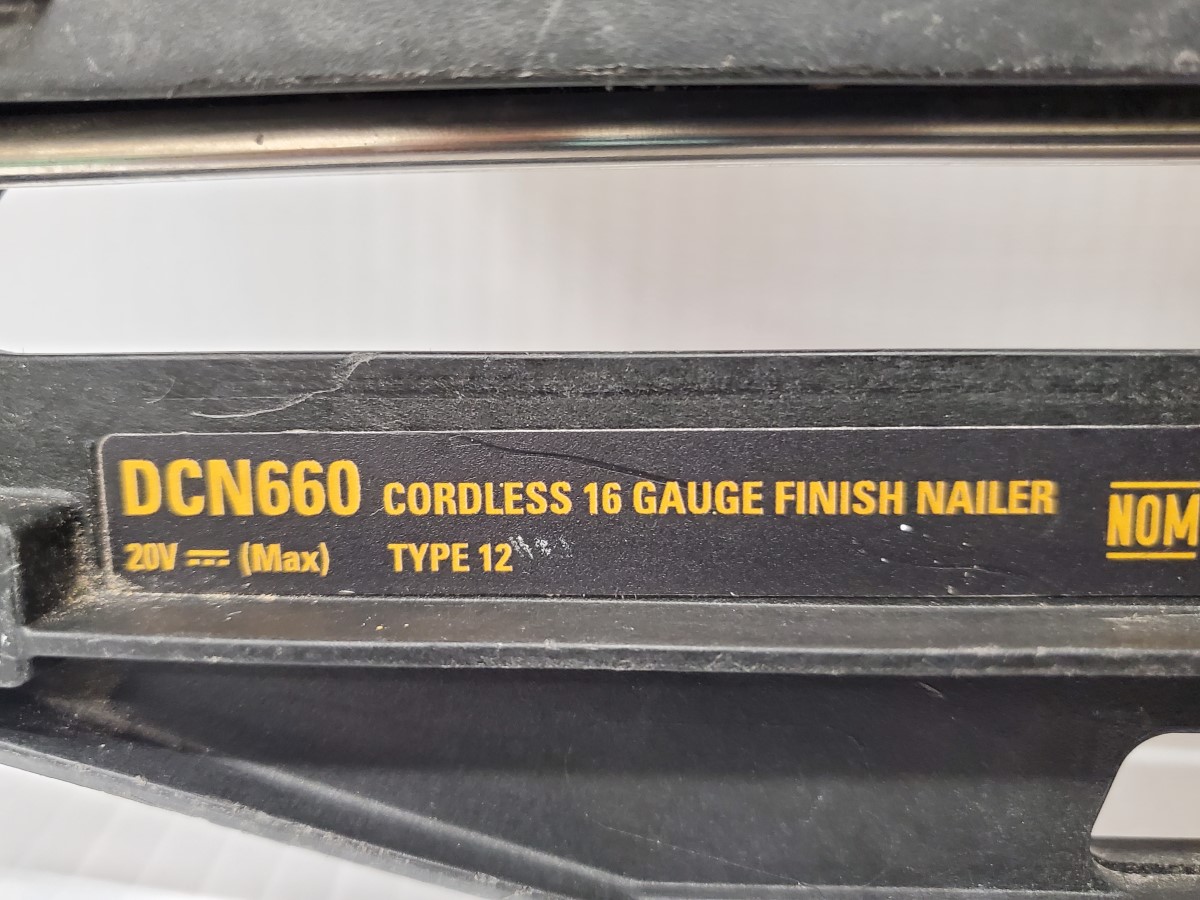 DCN660 CORDLESS 16 GAUGE FINISH NAILER
20V ⎓ (Max) TYPE 12
NOM